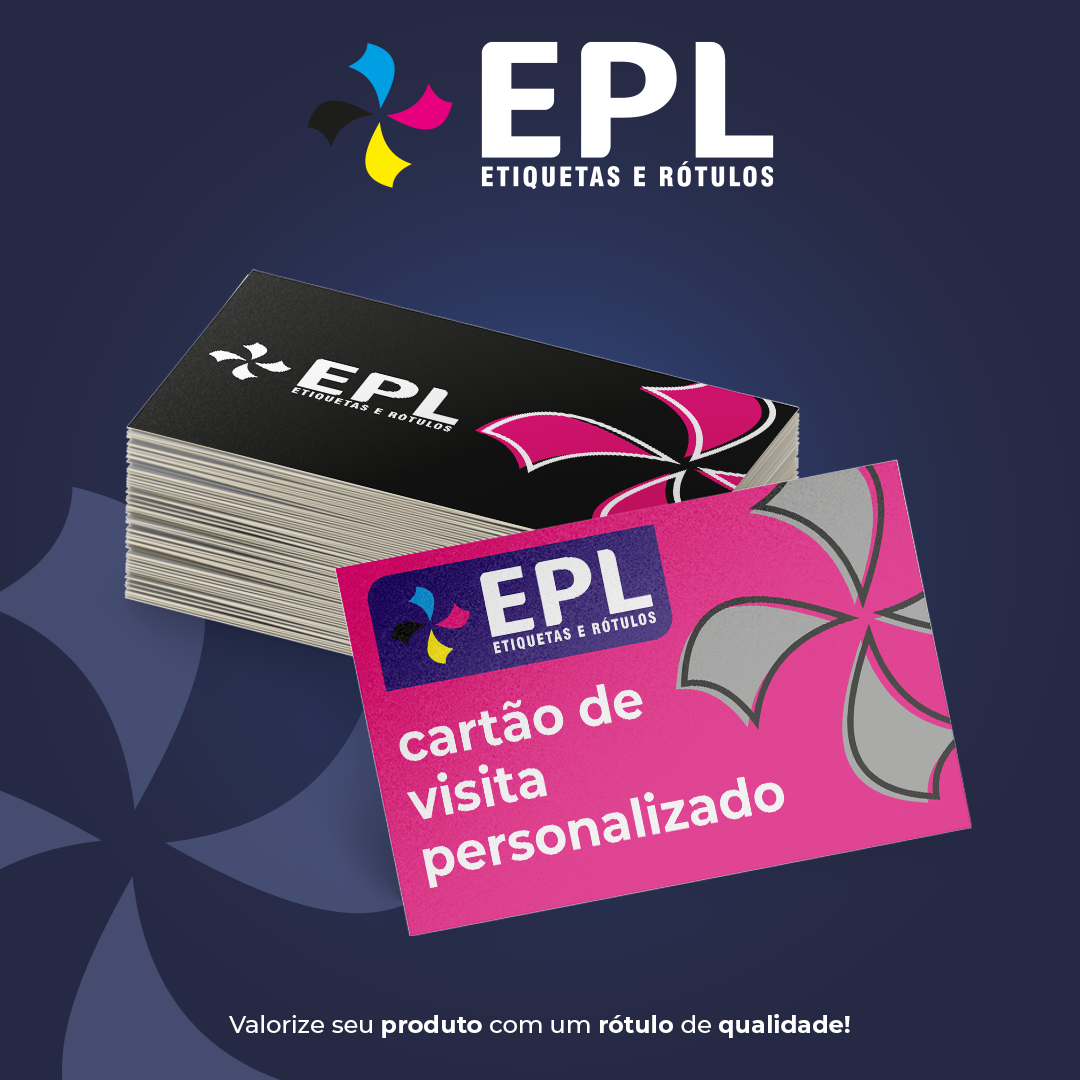 EPL
ETIQUETAS E RÓTULOS
EPL
ETIQUETAS E RÓTULOS
EPL
ETIQUETAS E RÓTULOS
cartão de
visita
personalizado
Valorize seu produto com um rótulo de qualidade!